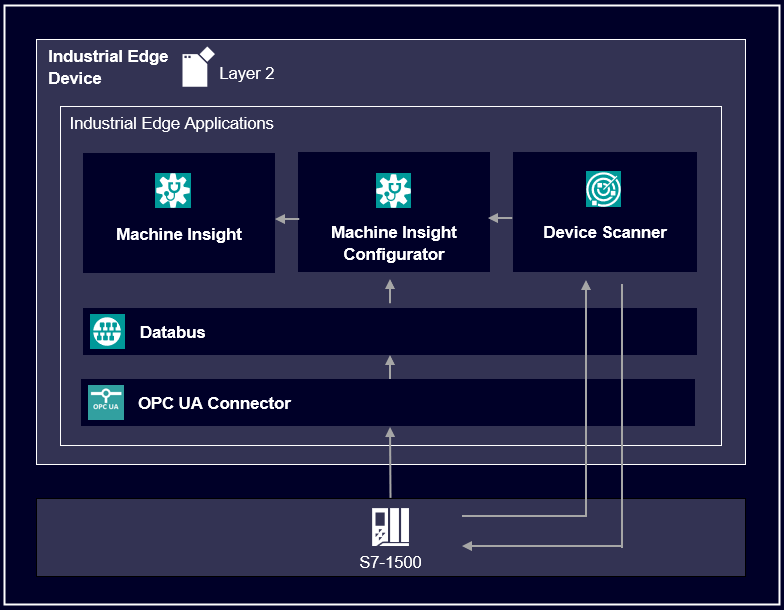 Industrial Edge
Device
Layer 2
Industrial Edge Applications
Machine Insight
Machine Insight
Configurator
Device Scanner
Databus
OPC UA
OPC UA Connector
S7-1500